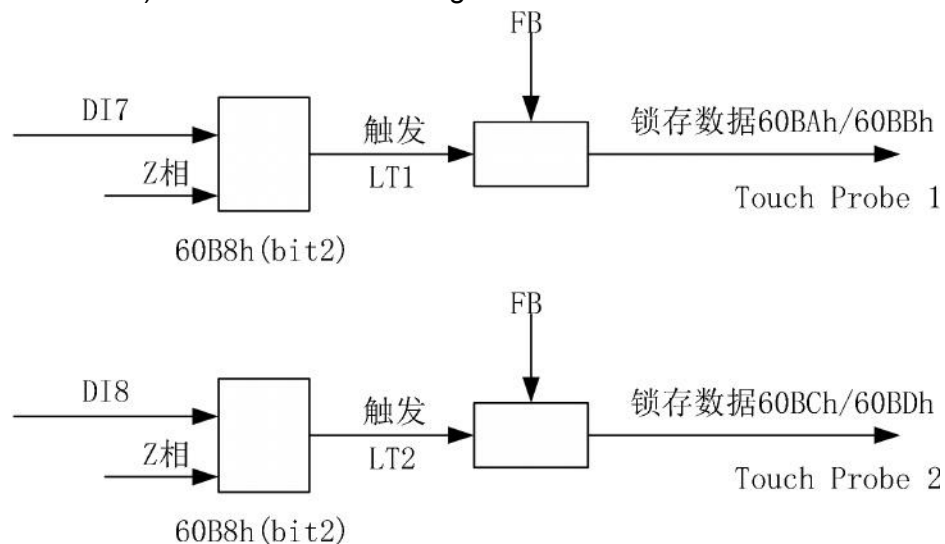 FB
DI7
Z相
触发
LT1
锁存数据60BAh/60BBh
Touch Probe 1
60B8h(bit2)
FB
DI8
Z相
触发
LT2
锁存数据60BCh/60BDh
Touch Probe 2
60B8h(bit2)